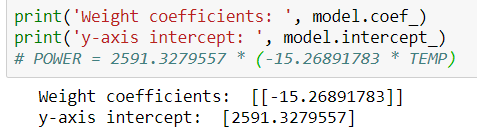 print('Weight coefficients: ', model.coef_)
print('y-axis intercept: ', model.intercept_)
# POWER = 2591.3279557 * (-15.26891783 * TEMP)
Weight coefficients:  [[-15.26891783]]
y-axis intercept:  [2591.3279557]